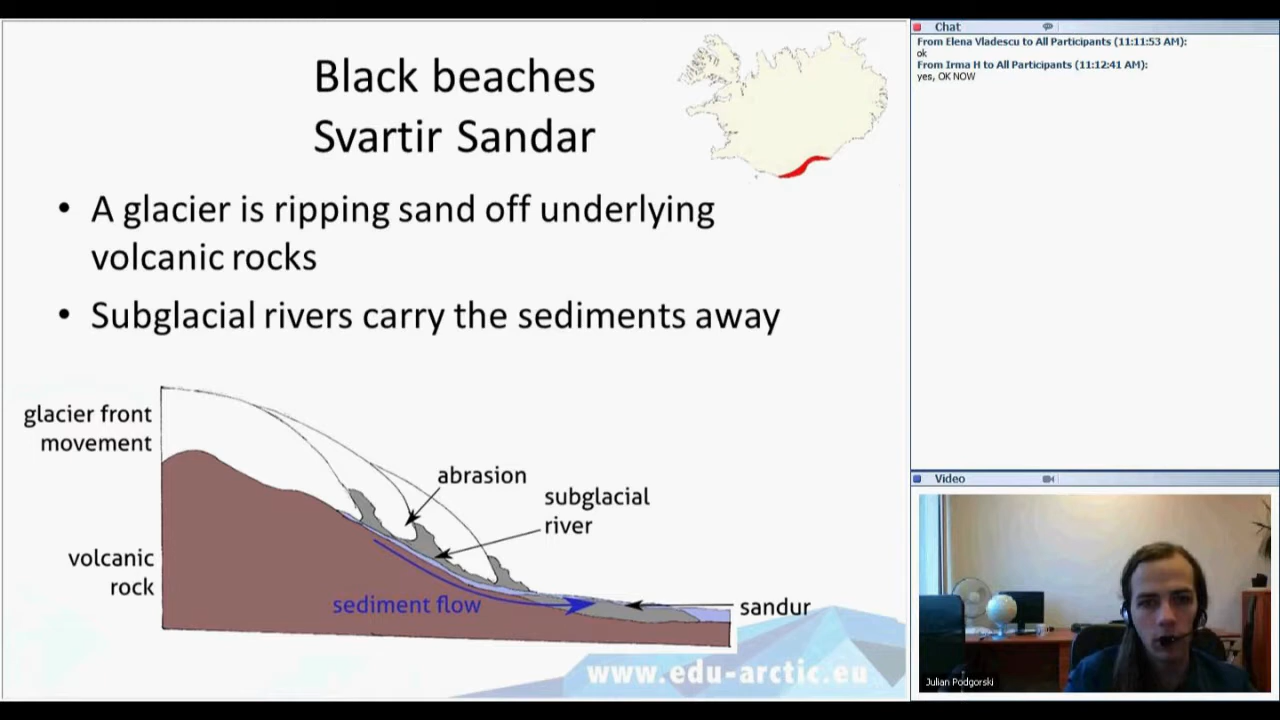 Black beaches
Svartir Sandar
• A glacier is ripping sand off underlying
volcanic rocks
• Subglacial rivers carry the sediments away
glacier front
movement
abrasion
subglacial
river
volcanic
rock
sediment flow
sandur
www.edu-arctic.eu
Chat
From Elena Vladescu to All Participants (11:11:53 AM):
ok
From Irma H to All Participants (11:12:41 AM):
yes, OK NOW
Video
Julian Podgorski